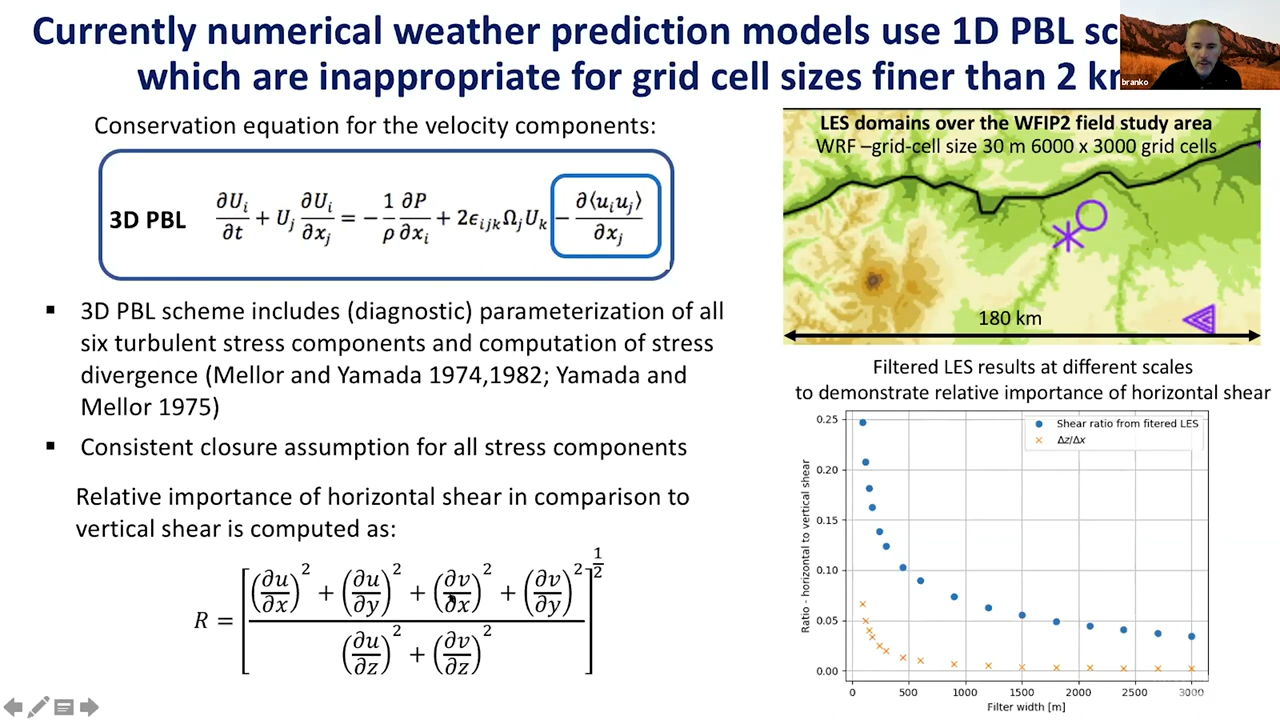 Currently numerical weather prediction models use 1D PBL
which are inappropriate for grid cell sizes finer than 2
branko
Conservation equation for the velocity components:
3D PBL ∂U_i/∂t + U_j ∂U_i/∂x_j = −1/ρ ∂P/∂x_i + 2ϵ_ijk Ω_j U_k − ∂⟨u_i u_j⟩/∂x_j
▪ 3D PBL scheme includes (diagnostic) parameterization of all
six turbulent stress components and computation of stress
divergence (Mellor and Yamada 1974,1982; Yamada and
Mellor 1975)
▪ Consistent closure assumption for all stress components
Relative importance of horizontal shear in comparison to
vertical shear is computed as:
R = [((∂u/∂x)² + (∂u/∂y)² + (∂v/∂x)² + (∂v/∂y)²) / ((∂u/∂z)² + (∂v/∂z)²)]^(1/2)
LES domains over the WFIP2 field study area
WRF –grid-cell size 30 m 6000 x 3000 grid cells
180 km
Filtered LES results at different scales
to demonstrate relative importance of horizontal shear
Shear ratio from fitered LES
Δz/Δx
Ratio - horizontal to vertical shear
0.25
0.20
0.15
0.10
0.05
0.00
0 500 1000 1500 2000 2500 3000
Filter width [m]